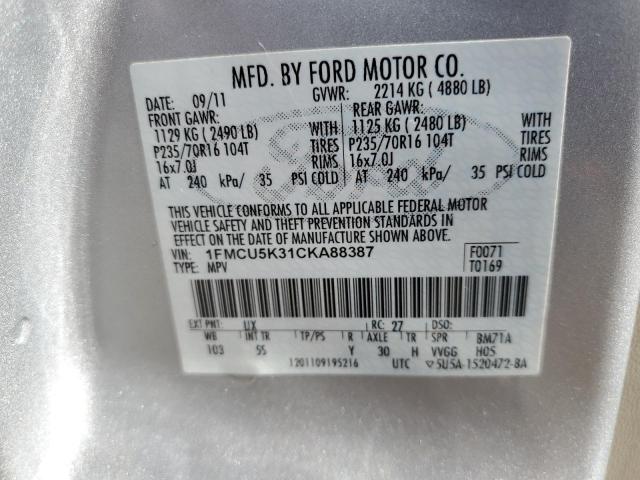 MFD. BY FORD MOTOR CO.
DATE: 09/11 GVWR: 2214 KG ( 4880 LB)
FRONT GAWR: REAR GAWR:
1129 KG ( 2490 LB) WITH 1125 KG ( 2480 LB) WITH
P235/70R16 104T TIRES P235/70R16 104T TIRES
16x7.0J RIMS 16x7.0J RIMS
AT 240 kPa/ 35 PSI COLD AT 240 kPa/ 35 PSI COLD
THIS VEHICLE CONFORMS TO ALL APPLICABLE FEDERAL MOTOR
VEHICLE SAFETY AND THEFT PREVENTION STANDARDS IN
EFFECT ON THE DATE OF MANUFACTURE SHOWN ABOVE.
VIN: 1FMCU5K31CKA88387 F0071
TYPE: MPV T0169
EXT PNT: UX RC: 27 DSO:
WB INT TR TP/PS R AXLE TR SPR BM71A
103 5S Y 30 H VVGG H05
1201109195216 UTC ▽5U5A-1520472-BA
Ford